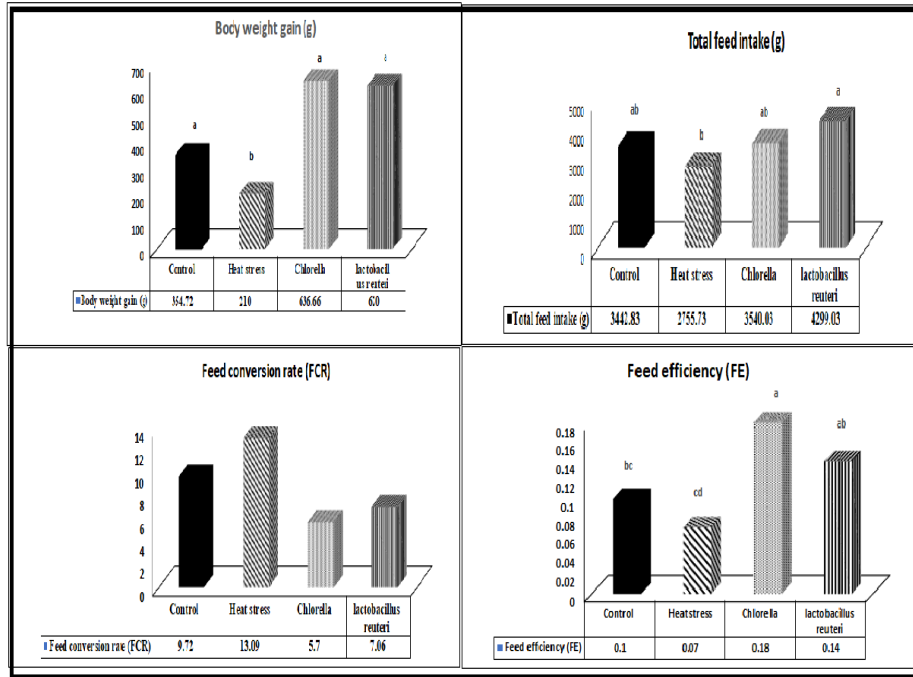 Body weight gain (g)
700
600
500
400
300
200
100
0
a
b
a
a
Control
Heat stress
Chlorella
lactobacil
us reuteri
Body weight gain (g)
354.72
210
636.66
620
Total feed intake (g)
5000
4000
3000
2000
1000
0
ab
b
ab
a
Control
Heat stress
Chlorella
lactobacillus
reuteri
Total feed intake (g)
3442.83
2755.73
3540.03
4299.03
Feed conversion rate (FCR)
14
12
10
8
6
4
2
0
Control
Heat stress
Chlorella
lactobacillus
reuteri
Feed conversion rate (FCR)
9.72
13.09
5.7
7.06
Feed efficiency (FE)
0.18
0.16
0.14
0.12
0.1
0.08
0.06
0.04
0.02
0
bc
cd
a
ab
Control
Heatstress
Chlorella
lactobacillus
reuteri
Feed efficiency (FE)
0.1
0.07
0.18
0.14